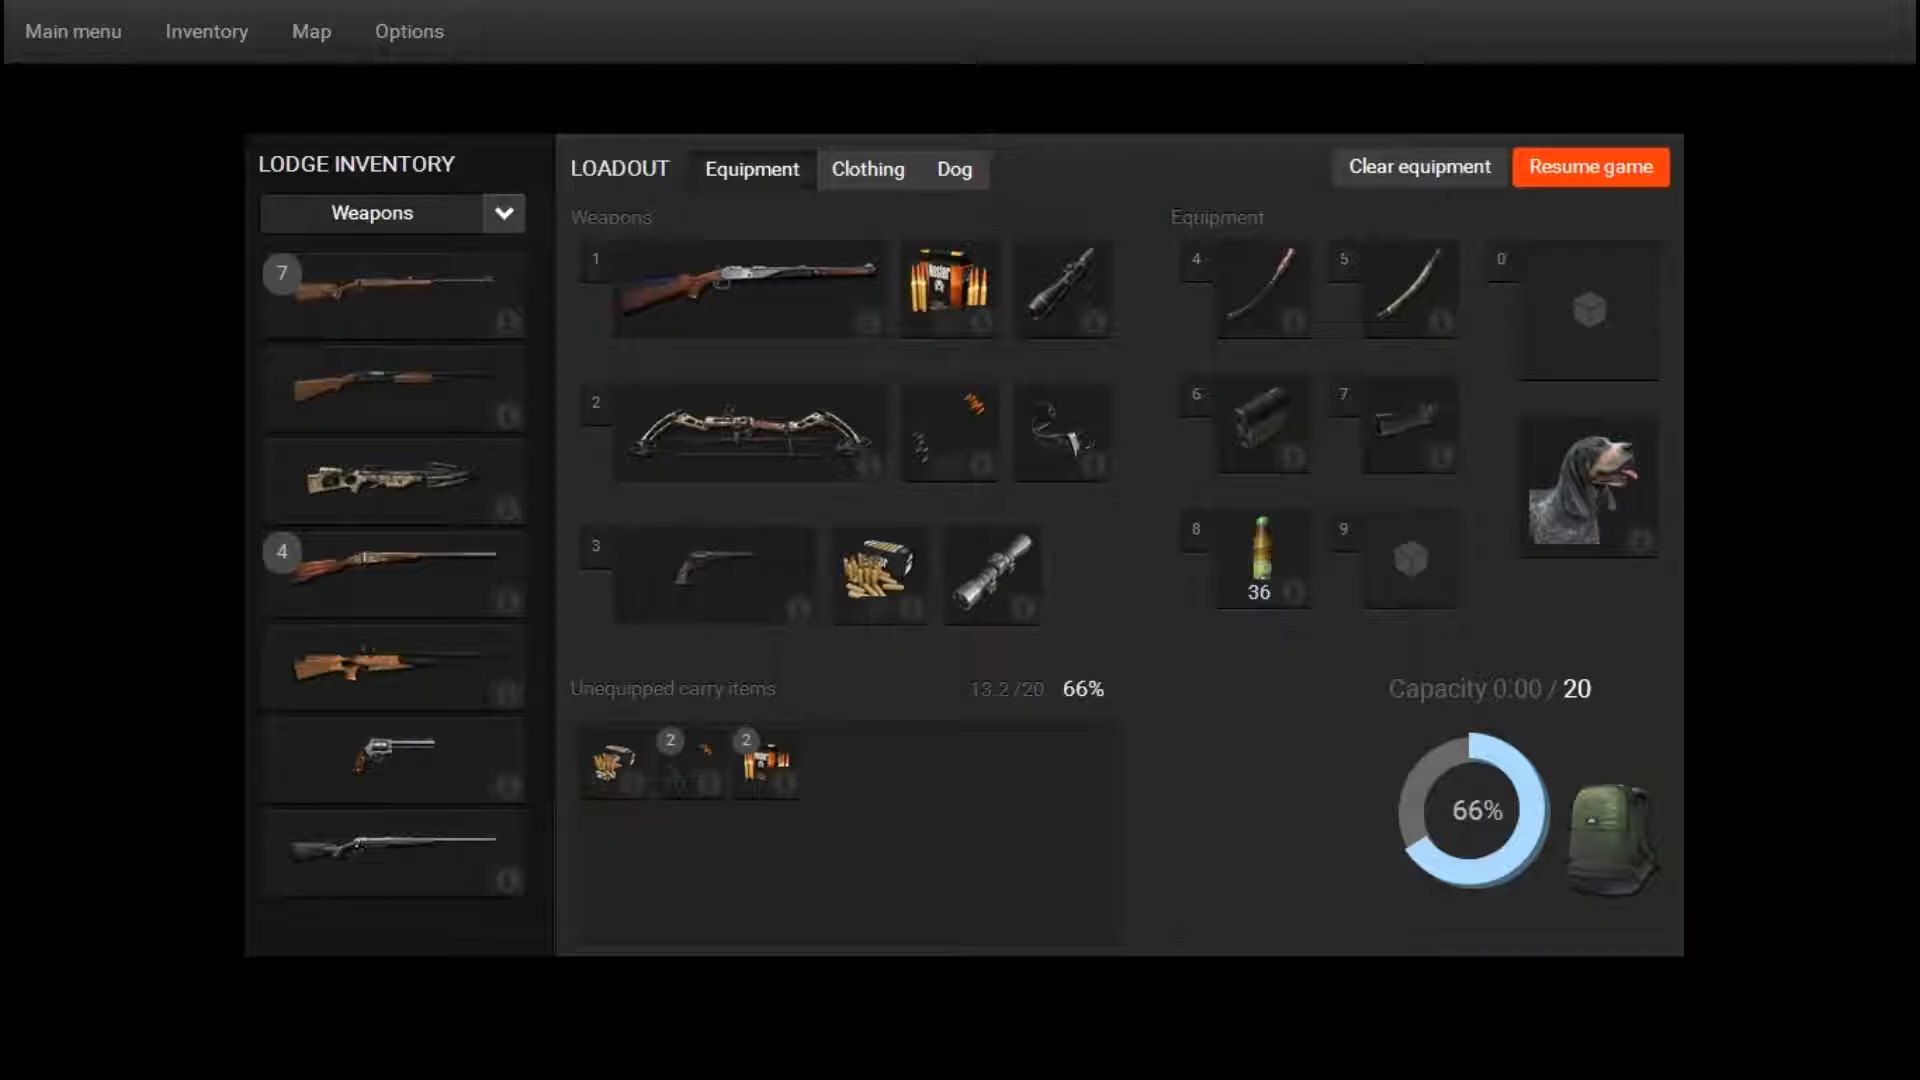 Main menu Inventory Map Options
LODGE INVENTORY
Weapons
7
4
LOADOUT Equipment Clothing Dog
Clear equipment Resume game
Weapons
1
2
3
Equipment
4 5 0
6 7
8 9
36
Unequipped carry items 13.2/20 66%
2 2
Capacity 0.00 / 20
66%